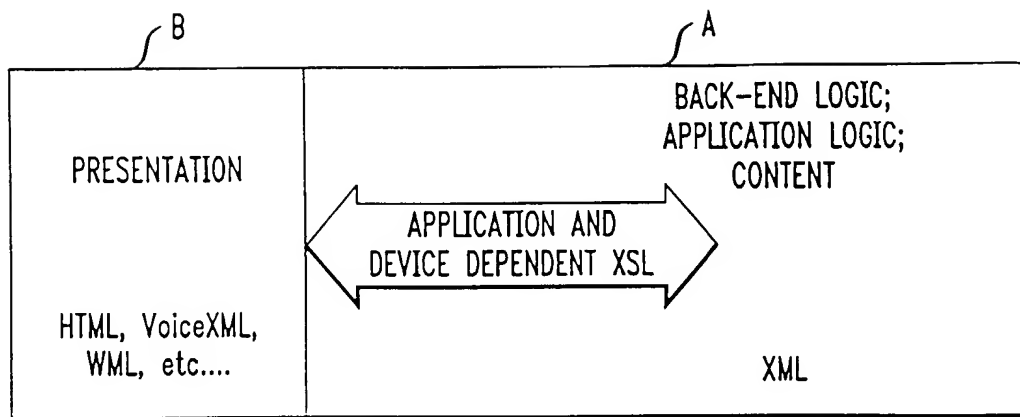 B
A
BACK-END LOGIC;
APPLICATION LOGIC;
CONTENT
PRESENTATION
APPLICATION AND
DEVICE DEPENDENT XSL
HTML, VoiceXML,
WML, etc....
XML